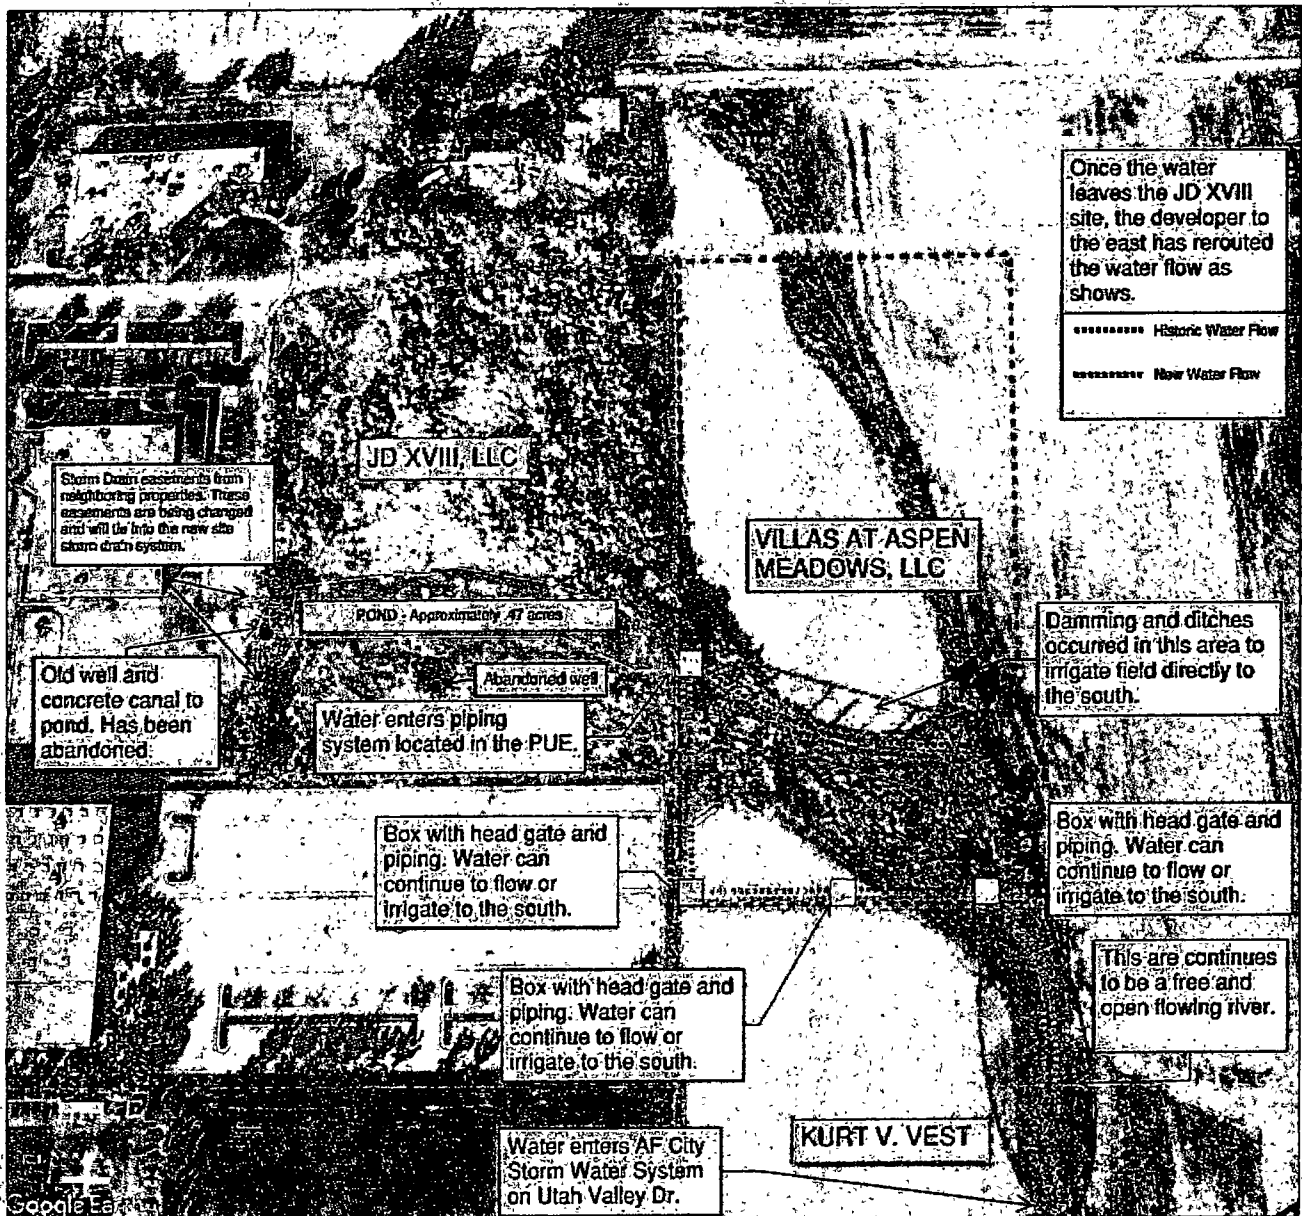 Once the water
leaves the JD XVIII
site, the developer to
the east has rerouted
the water flow as
shows.
Historic Water Flow
New Water Flow
JD XVIII, LLC
Storm Drain easements from
neighboring properties. These
easements are being changed
and will tie into the new site
storm drain system.
VILLAS AT ASPEN
MEADOWS, LLC
POND - Approximately .47 acres
Damming and ditches
occurred in this area to
irrigate field directly to
the south.
Old well and
concrete canal to
pond. Has been
abandoned.
Abandoned well
Water enters piping
system located in the PUE.
Box with head gate and
piping. Water can
continue to flow or
irrigate to the south.
Box with head gate and
piping. Water can
continue to flow or
irrigate to the south.
This are continues
to be a free and
open flowing river.
Box with head gate and
piping. Water can
continue to flow or
irrigate to the south.
KURT V. VEST
Water enters AF City
Storm Water System
on Utah Valley Dr.
Google Ea